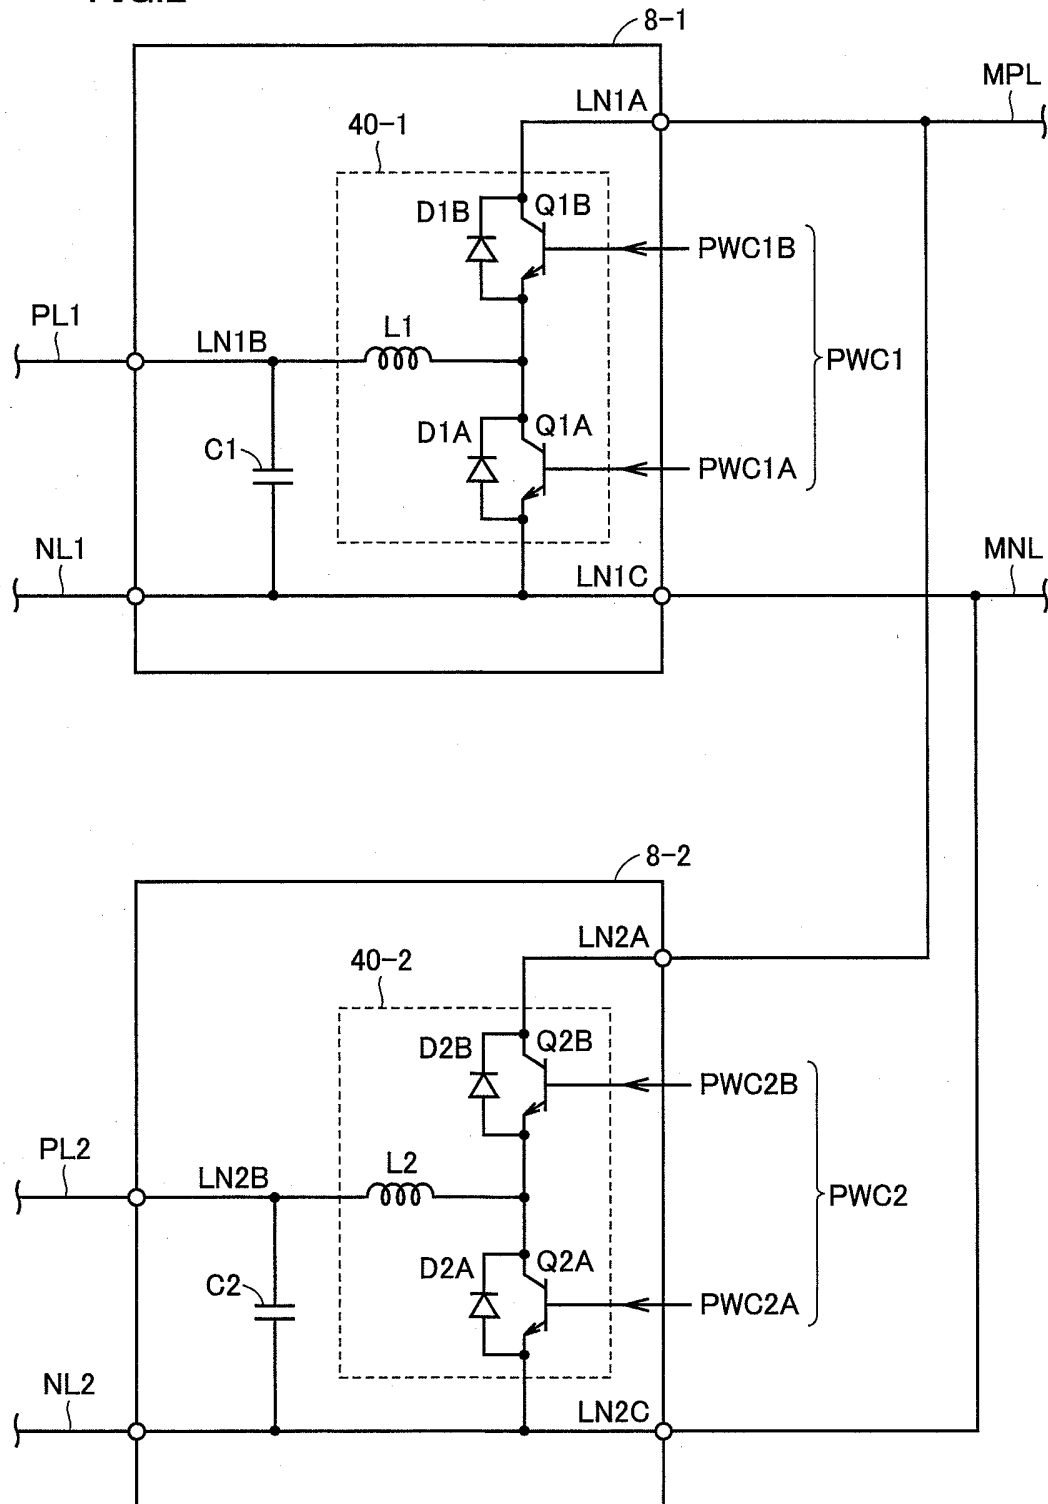 8-1
MPL
LN1A
40-1
D1B
Q1B
PWC1B
PL1
LN1B
L1
PWC1
D1A
Q1A
C1
PWC1A
NL1
LN1C
MNL
8-2
LN2A
40-2
D2B
Q2B
PWC2B
PL2
LN2B
L2
PWC2
D2A
Q2A
C2
PWC2A
NL2
LN2C